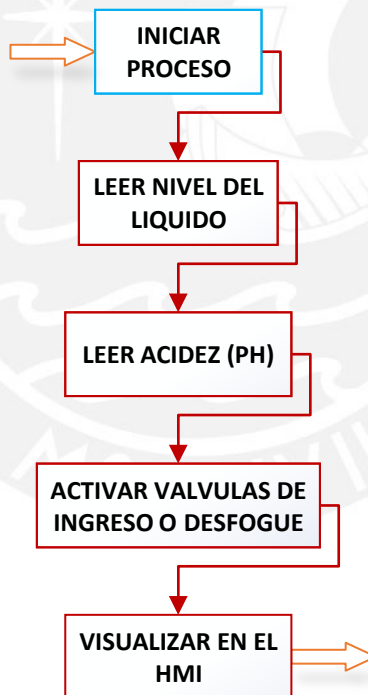 INICIAR
PROCESO
LEER NIVEL DEL
LIQUIDO
LEER ACIDEZ (PH)
ACTIVAR VALVULAS DE
INGRESO O DESFOGUE
VISUALIZAR EN EL
HMI